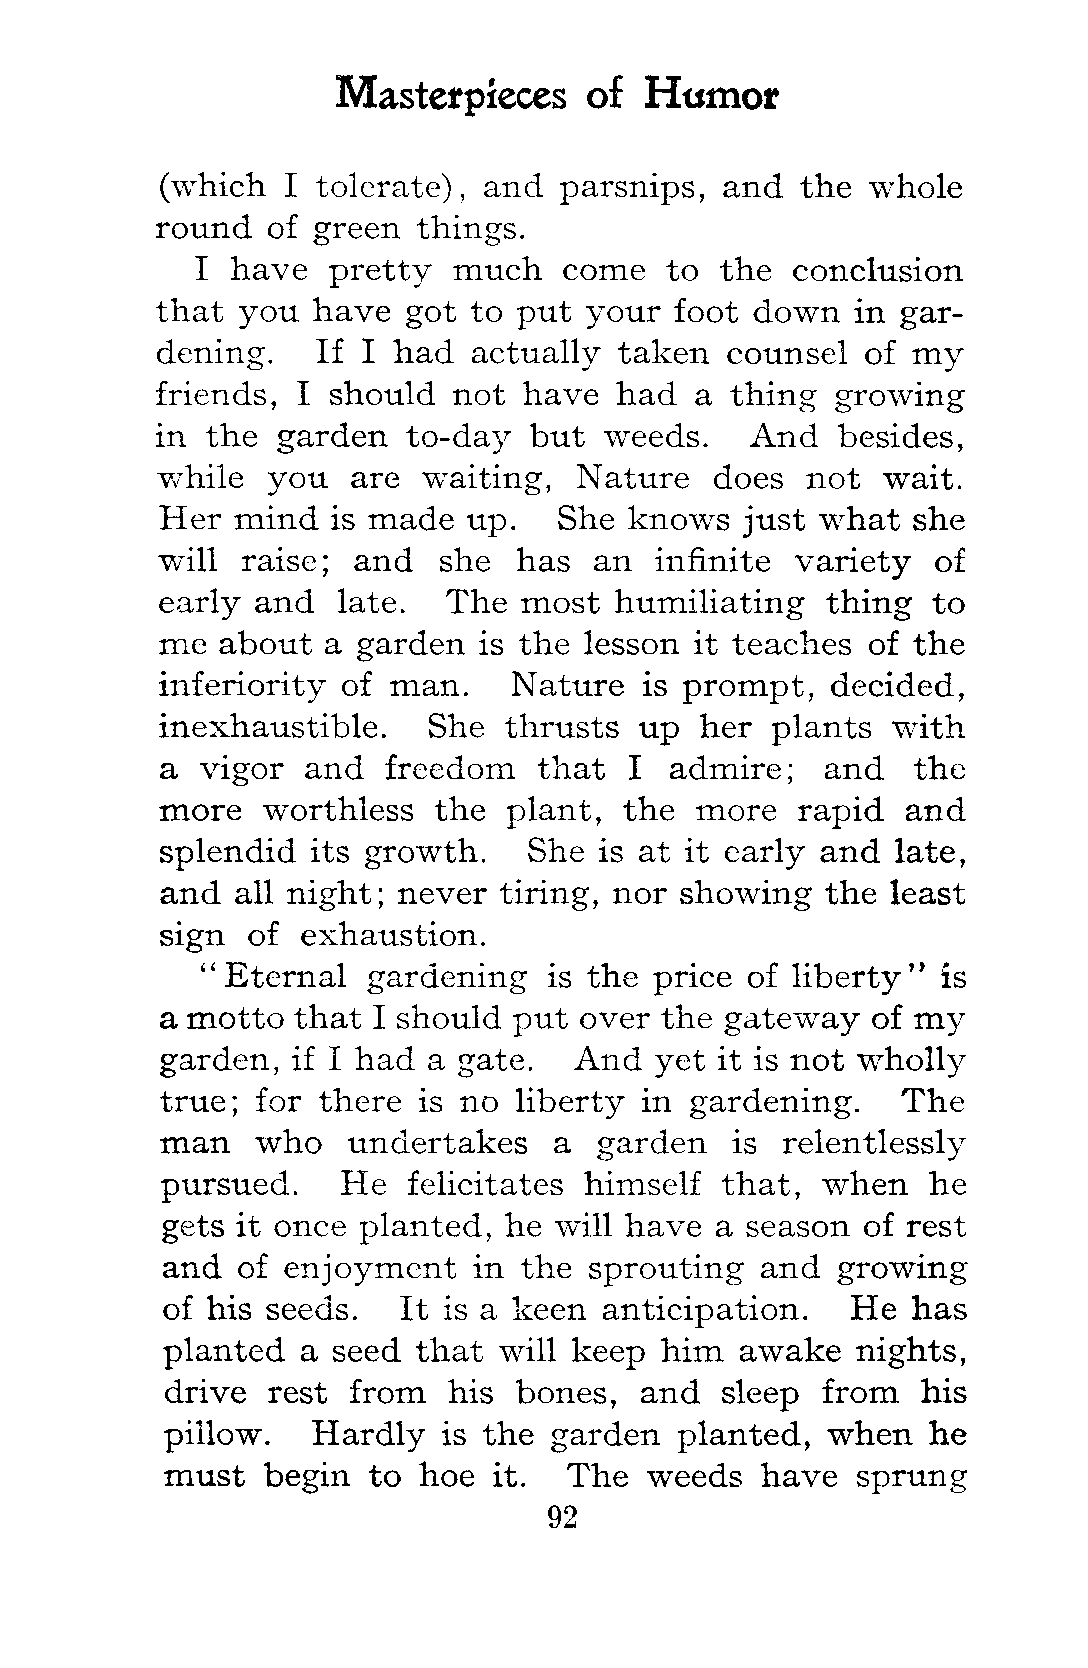 Masterpieces of Humor
(which I tolerate), and parsnips, and the whole
round of green things.
I have pretty much come to the conclusion
that you have got to put your foot down in gar-
dening. If I had actually taken counsel of my
friends, I should not have had a thing growing
in the garden to-day but weeds. And besides,
while you are waiting, Nature does not wait.
Her mind is made up. She knows just what she
will raise; and she has an infinite variety of
early and late. The most humiliating thing to
me about a garden is the lesson it teaches of the
inferiority of man. Nature is prompt, decided,
inexhaustible. She thrusts up her plants with
a vigor and freedom that I admire; and the
more worthless the plant, the more rapid and
splendid its growth. She is at it early and late,
and all night; never tiring, nor showing the least
sign of exhaustion.
"Eternal gardening is the price of liberty" is
a motto that I should put over the gateway of my
garden, if I had a gate. And yet it is not wholly
true; for there is no liberty in gardening. The
man who undertakes a garden is relentlessly
pursued. He felicitates himself that, when he
gets it once planted, he will have a season of rest
and of enjoyment in the sprouting and growing
of his seeds. It is a keen anticipation. He has
planted a seed that will keep him awake nights,
drive rest from his bones, and sleep from his
pillow. Hardly is the garden planted, when he
must begin to hoe it. The weeds have sprung
92